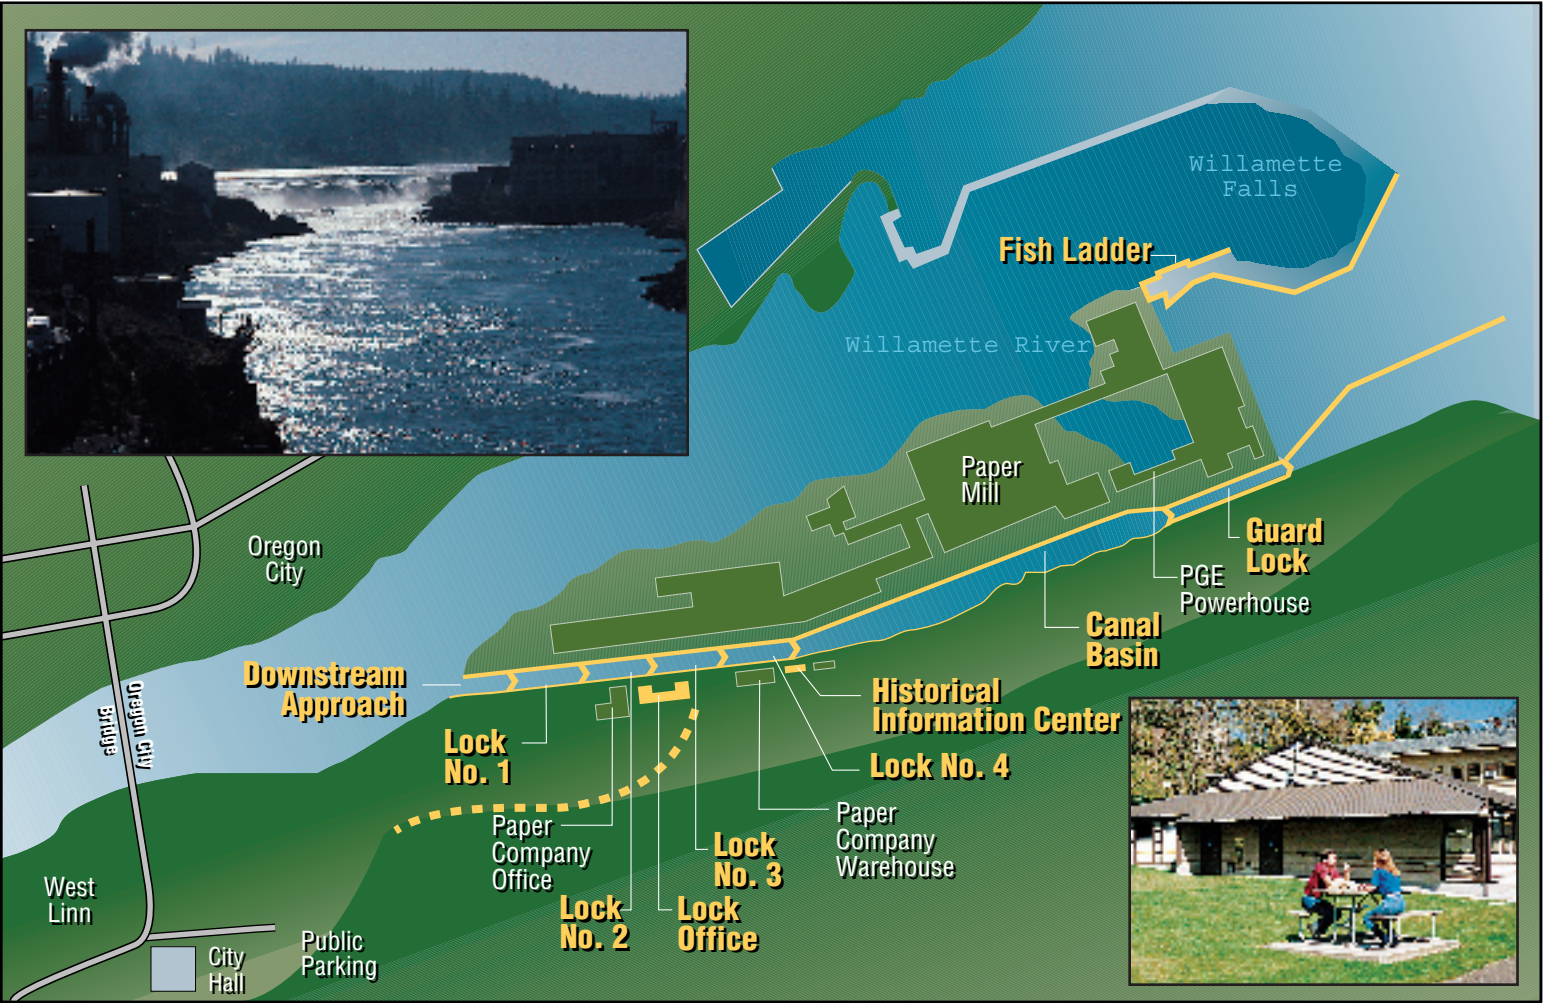 Willamette
Falls
Fish Ladder
Willamette River
Paper
Mill
Guard
Lock
PGE
Powerhouse
Canal
Basin
Oregon
City
Downstream
Approach
Oregon City
Bridge
Historical
Information Center
Lock
No. 1
Lock No. 4
Paper
Company
Office
Paper
Company
Warehouse
Lock
No. 3
Lock
No. 2
Lock
Office
West
Linn
City
Hall
Public
Parking